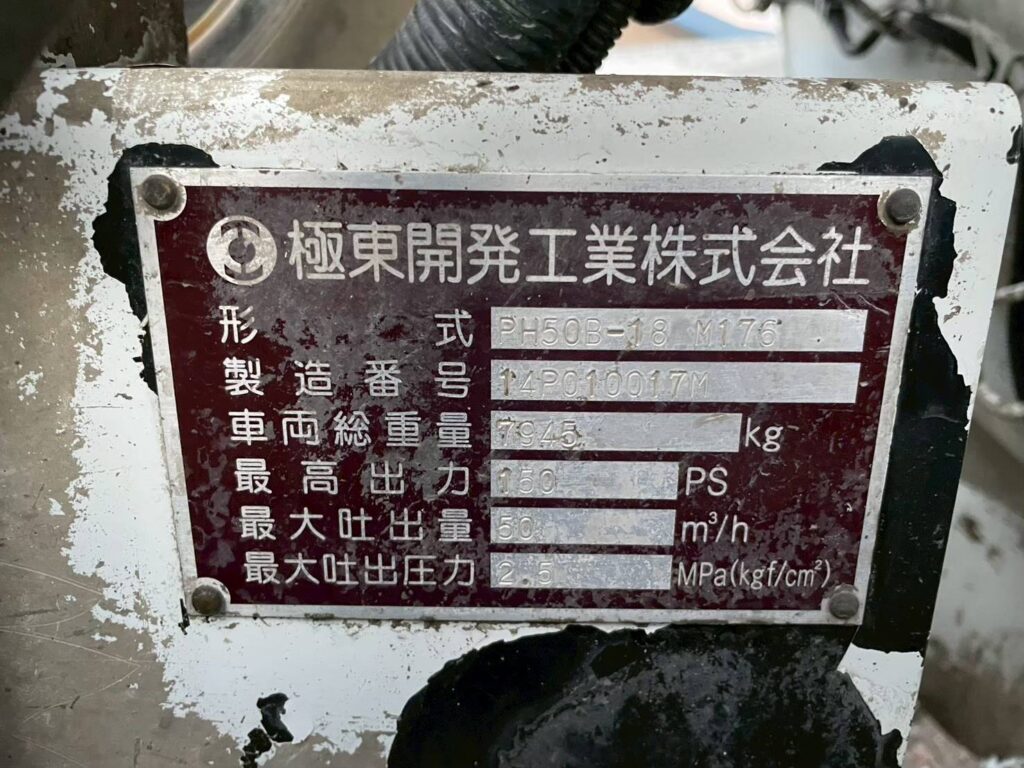 極東開発工業株式会社
形式 PH50B-18 M176
製造番号 14P010017M
車両総重量 7945 kg
最高出力 150 PS
最大吐出量 50 m³/h
最大吐出圧力 2.5 MPa(kgf/cm²)